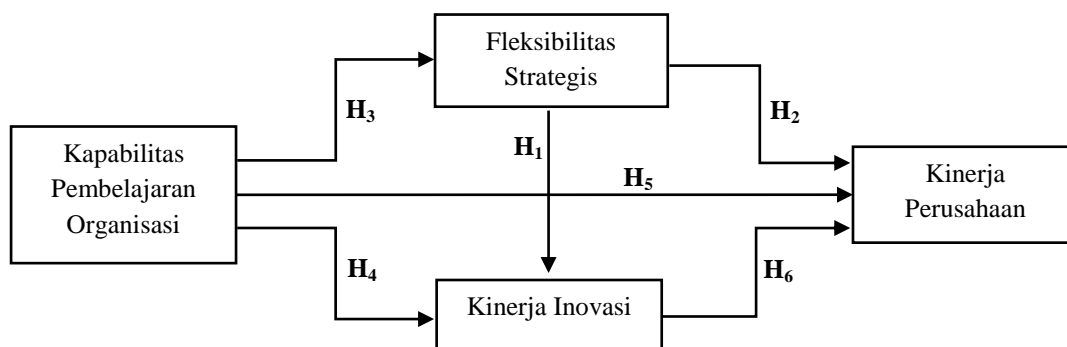 Fleksibilitas
Strategis
H₃
H₂
Kapabilitas
Pembelajaran
Organisasi
H₁
H₅
Kinerja
Perusahaan
H₄
Kinerja Inovasi
H₆